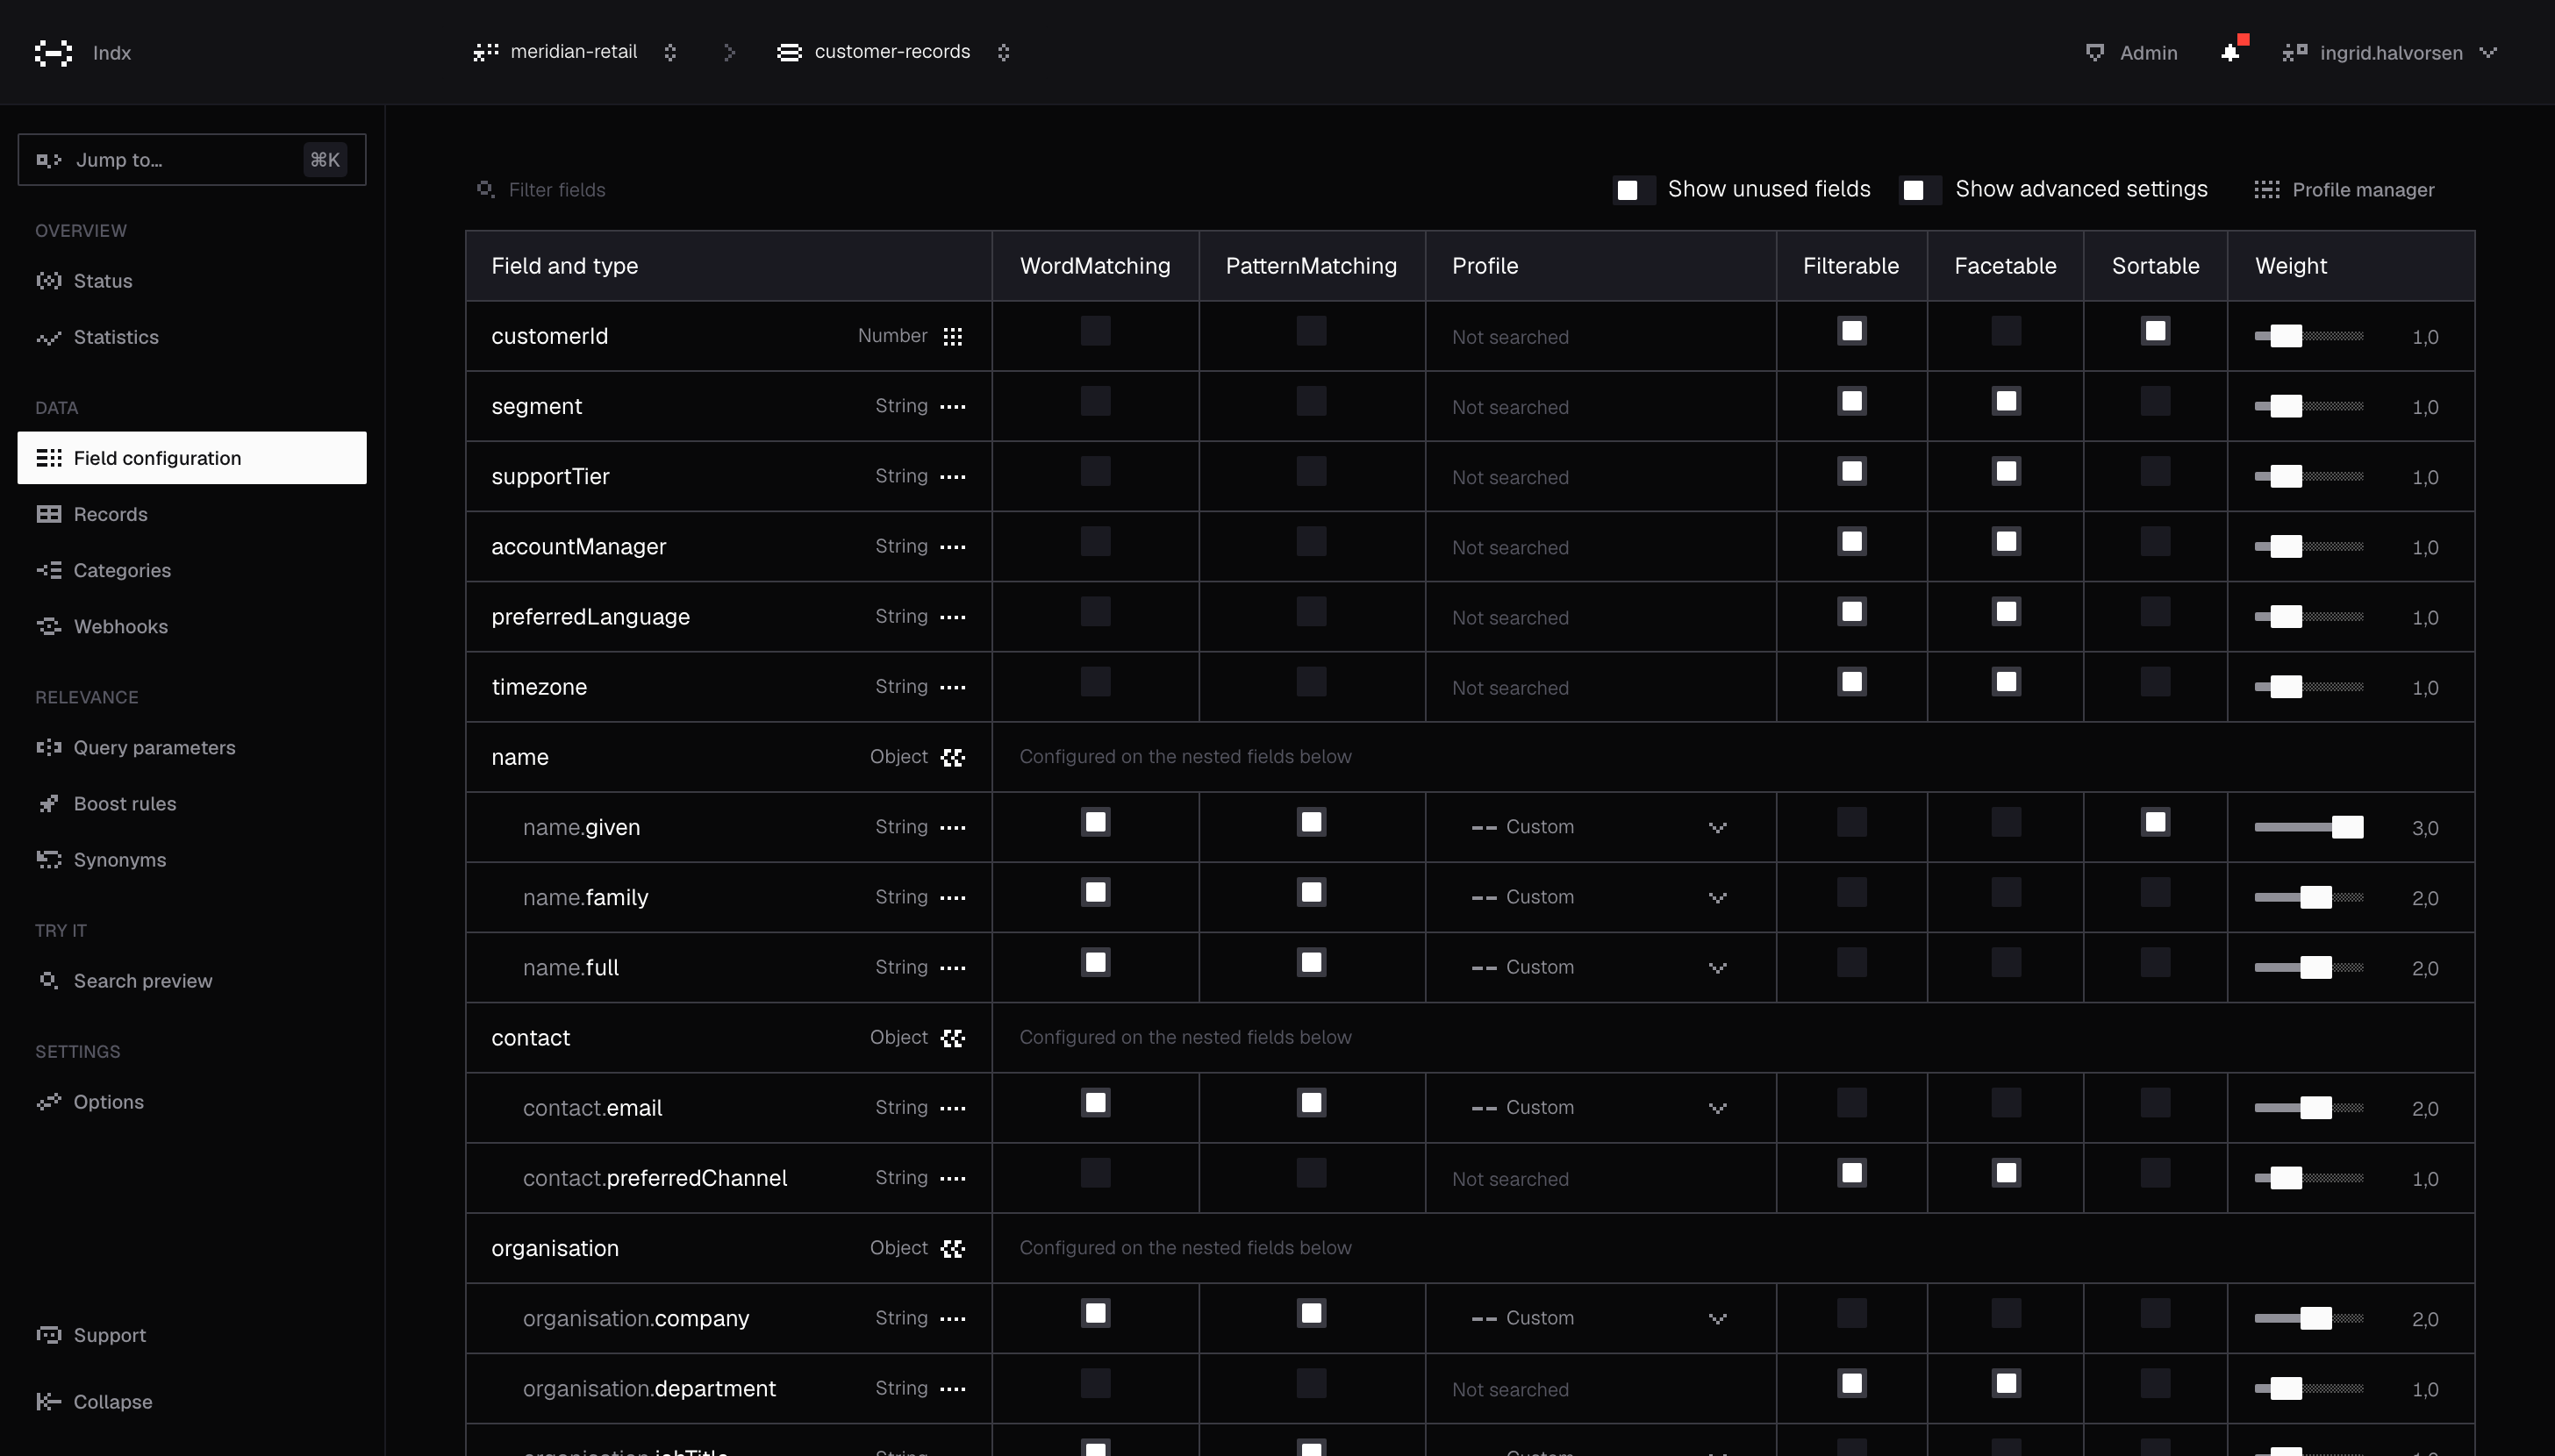 Indx
meridian-retail
customer-records
Admin
ingrid.halvorsen
Jump to...
⌘K
OVERVIEW
Status
Statistics
DATA
Field configuration
Records
Categories
Webhooks
RELEVANCE
Query parameters
Boost rules
Synonyms
TRY IT
Search preview
SETTINGS
Options
Support
Collapse
Filter fields
Show unused fields
Show advanced settings
Profile manager
Field and type WordMatching PatternMatching Profile Filterable Facetable Sortable Weight
customerId Number Not searched 1,0
segment String Not searched 1,0
supportTier String Not searched 1,0
accountManager String Not searched 1,0
preferredLanguage String Not searched 1,0
timezone String Not searched 1,0
name Object Configured on the nested fields below
name.given String Custom 3,0
name.family String Custom 2,0
name.full String Custom 2,0
contact Object Configured on the nested fields below
contact.email String Custom 2,0
contact.preferredChannel String Not searched 1,0
organisation Object Configured on the nested fields below
organisation.company String Custom 2,0
organisation.department String Not searched 1,0
organisation.jobTitle String Custom